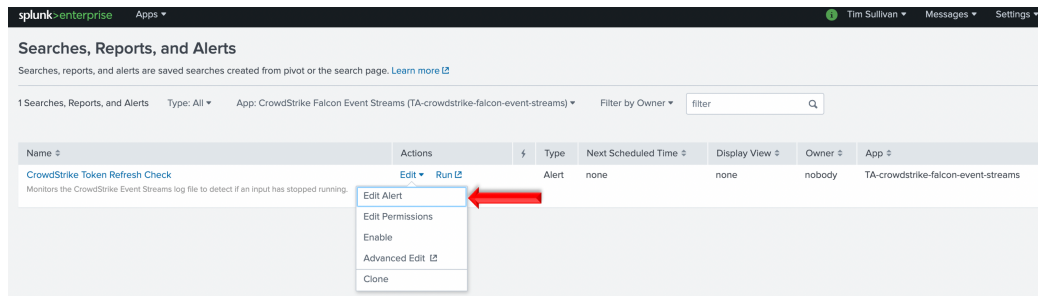 splunk>enterprise Apps Tim Sullivan Messages Settings
Searches, Reports, and Alerts
Searches, reports, and alerts are saved searches created from pivot or the search page. Learn more
1 Searches, Reports, and Alerts Type: All App: CrowdStrike Falcon Event Streams (TA-crowdstrike-falcon-event-streams) Filter by Owner filter
Name Actions Type Next Scheduled Time Display View Owner App
CrowdStrike Token Refresh Check Edit Run Alert none none nobody TA-crowdstrike-falcon-event-streams
Monitors the CrowdStrike Event Streams log file to detect if an input has stopped running.
Edit Alert
Edit Permissions
Enable
Advanced Edit
Clone